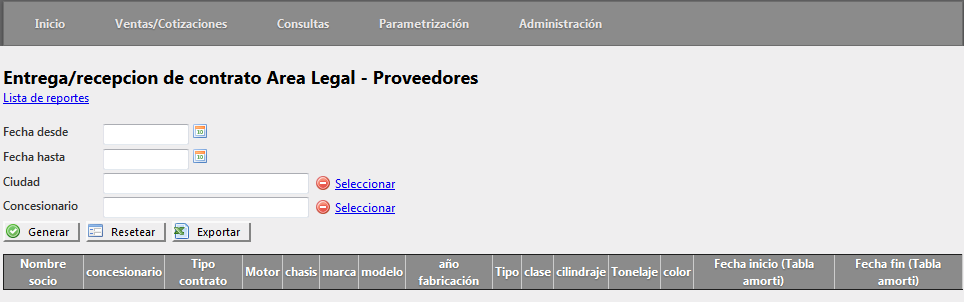 Inicio Ventas/Cotizaciones Consultas Parametrización Administración
Entrega/recepcion de contrato Area Legal - Proveedores
Lista de reportes
Fecha desde
Fecha hasta
Ciudad Seleccionar
Concesionario Seleccionar
Generar Resetear Exportar
Nombre socio concesionario Tipo contrato Motor chasis marca modelo año fabricación Tipo clase cilindraje Tonelaje color Fecha inicio (Tabla amorti) Fecha fin (Tabla amorti)